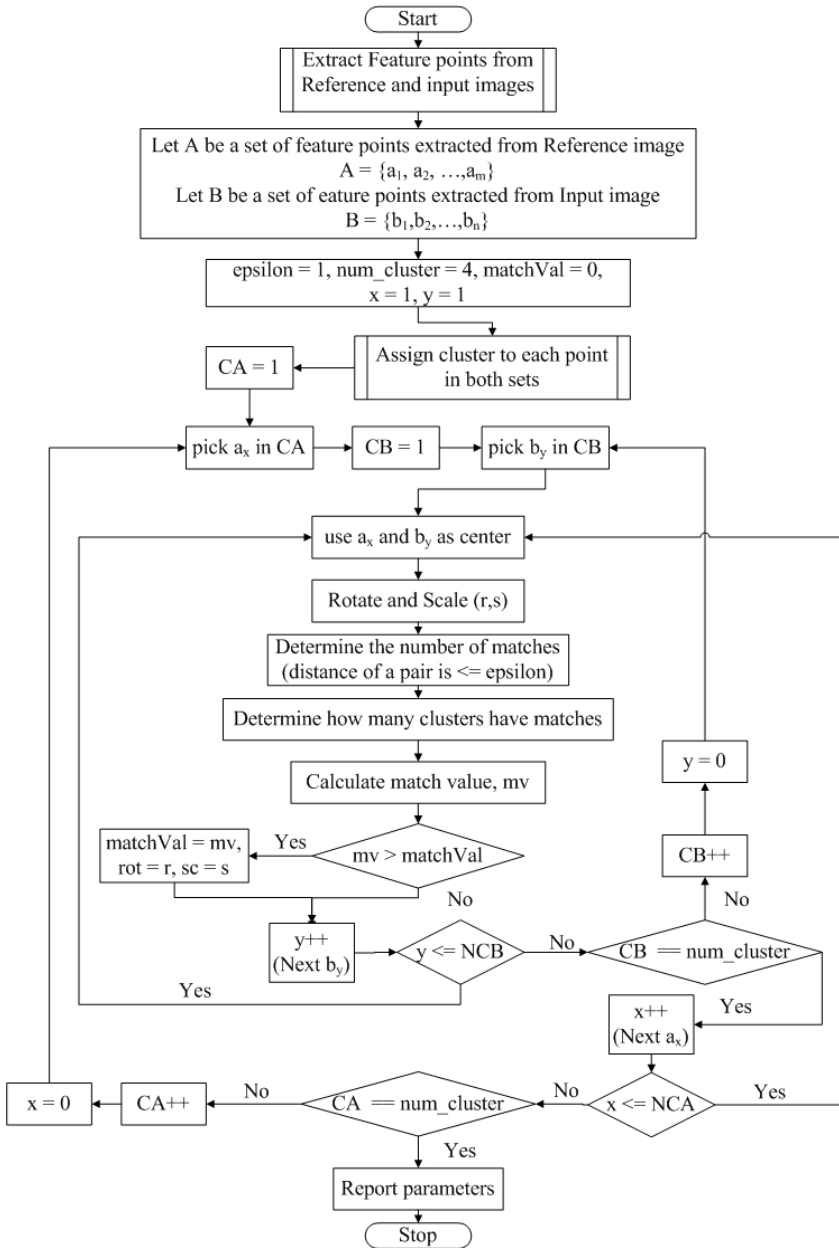 Start
Extract Feature points from
Reference and input images
Let A be a set of feature points extracted from Reference image
A = {a₁, a₂, …,aₘ}
Let B be a set of eature points extracted from Input image
B = {b₁,b₂,…,bₙ}
epsilon = 1, num_cluster = 4, matchVal = 0,
x = 1, y = 1
Assign cluster to each point
in both sets
CA = 1
pick aₓ in CA
CB = 1
pick b_y in CB
use aₓ and b_y as center
Rotate and Scale (r,s)
Determine the number of matches
(distance of a pair is <= epsilon)
Determine how many clusters have matches
Calculate match value, mv
mv > matchVal
Yes
matchVal = mv,
rot = r, sc = s
No
y++
(Next b_y)
y <= NCB
Yes
No
CB == num_cluster
No
CB++
y = 0
Yes
x++
(Next aₓ)
x <= NCA
Yes
No
CA == num_cluster
No
CA++
x = 0
Yes
Report parameters
Stop